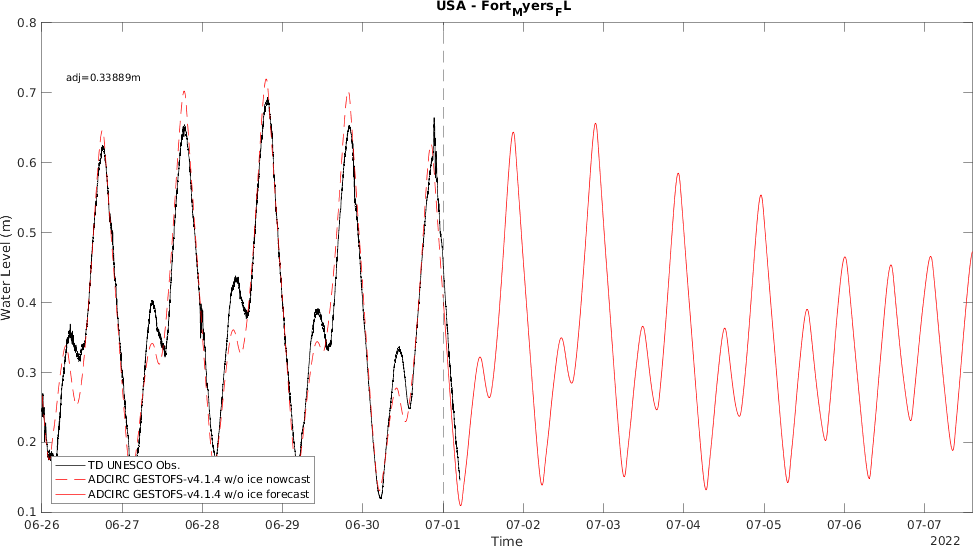 USA - FortMyersFL
adj=0.33889m
0.8
0.7
0.6
0.5
0.4
0.3
0.2
0.1
Water Level (m)
TD UNESCO Obs.
ADCIRC GESTOFS-v4.1.4 w/o ice nowcast
ADCIRC GESTOFS-v4.1.4 w/o ice forecast
06-26 06-27 06-28 06-29 06-30 07-01 07-02 07-03 07-04 07-05 07-06 07-07
Time
2022